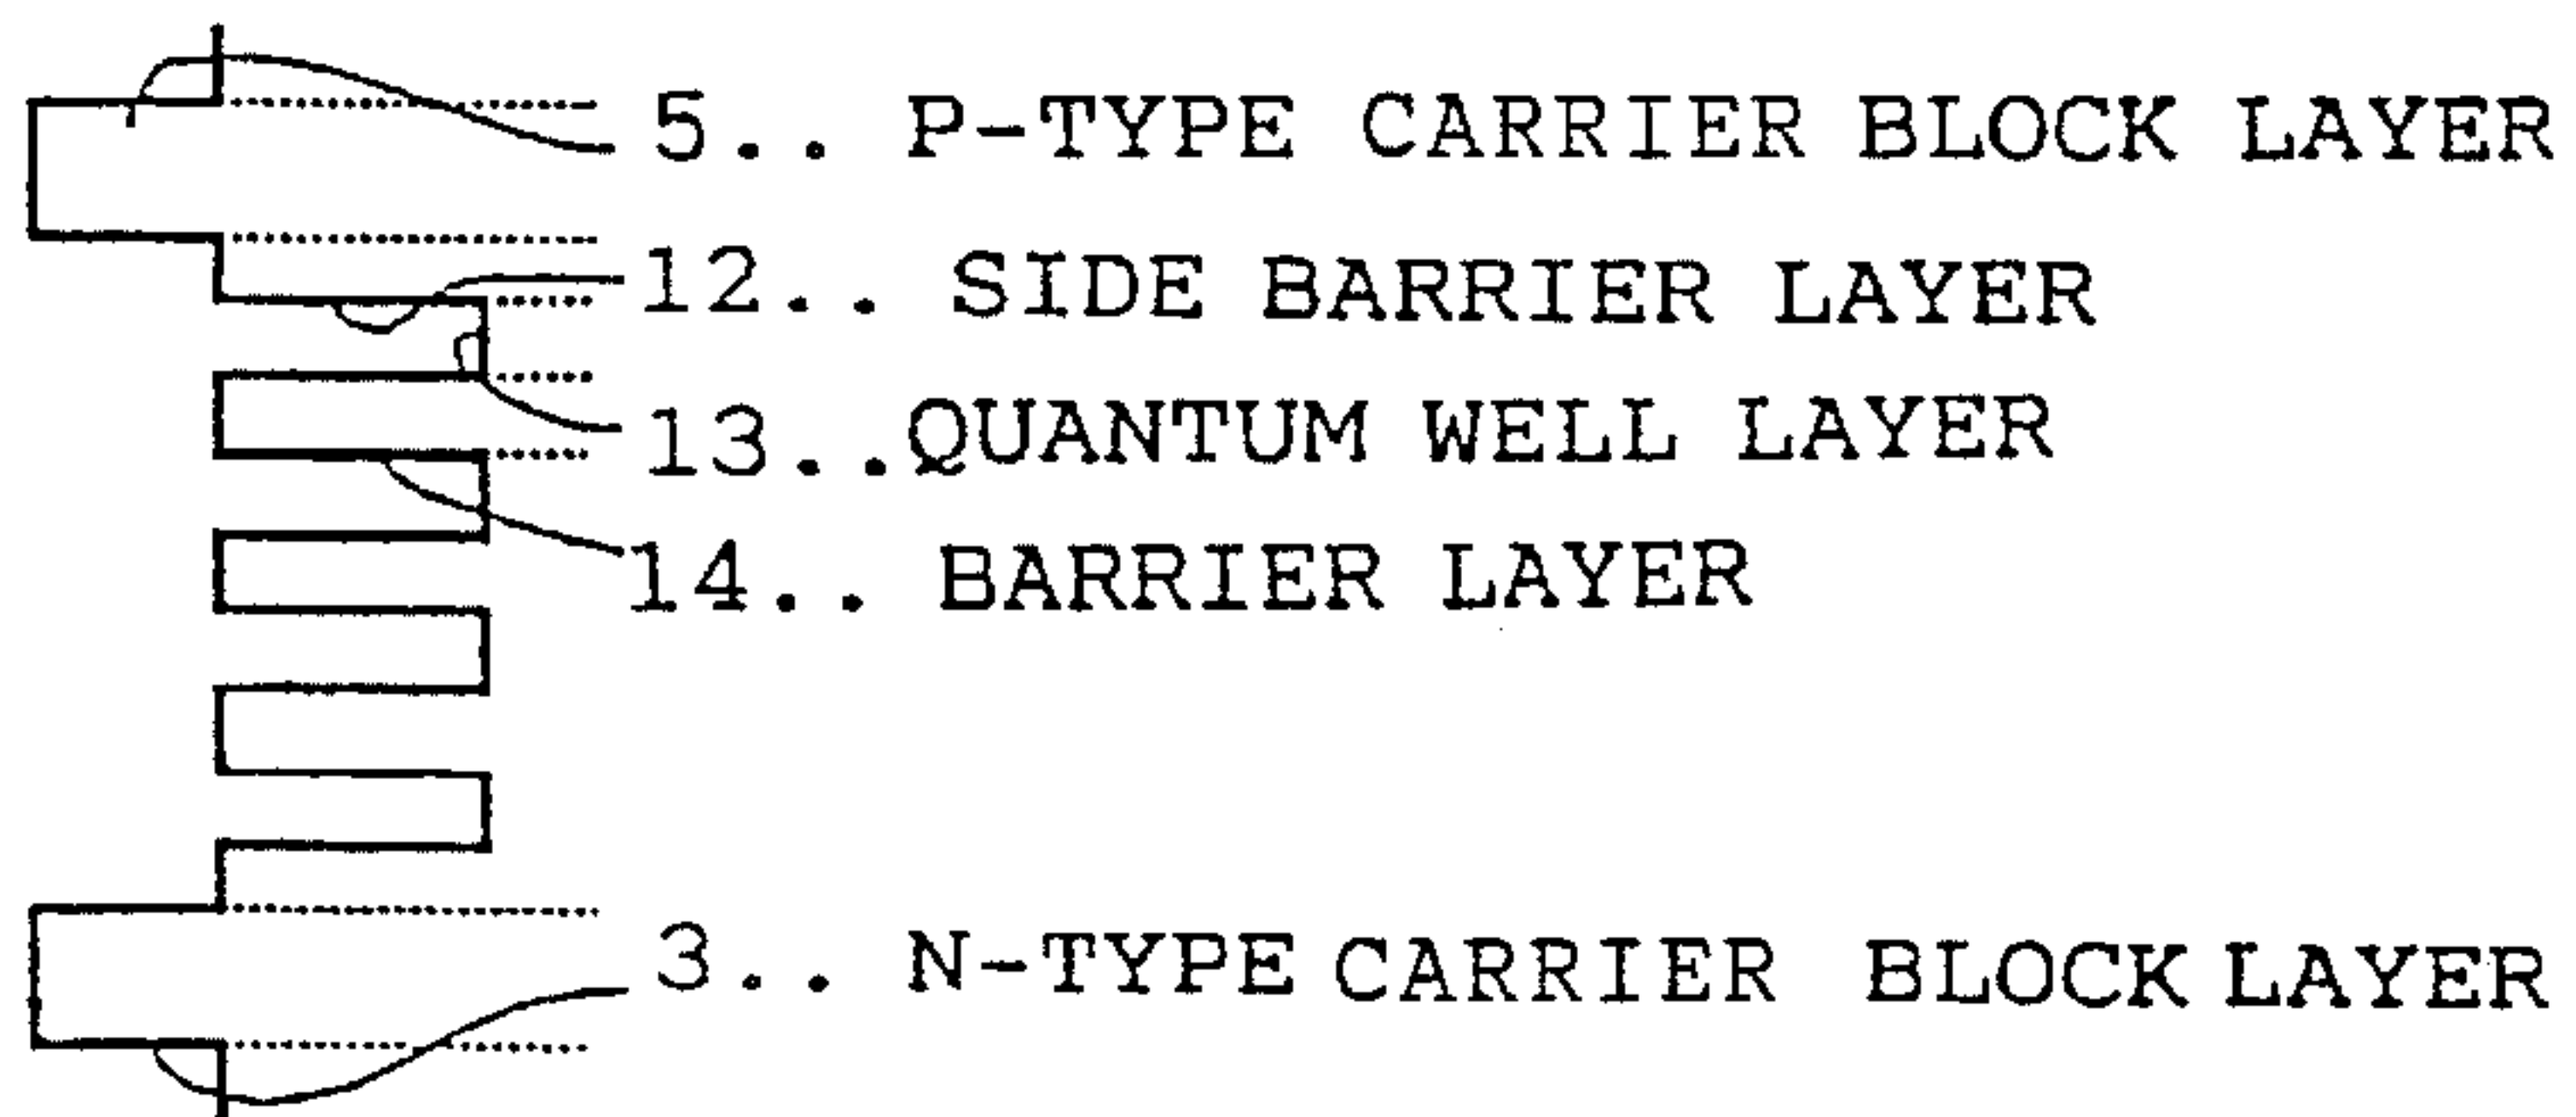 5.. P-TYPE CARRIER BLOCK LAYER
12.. SIDE BARRIER LAYER
13..QUANTUM WELL LAYER
14.. BARRIER LAYER
3.. N-TYPE CARRIER BLOCK LAYER